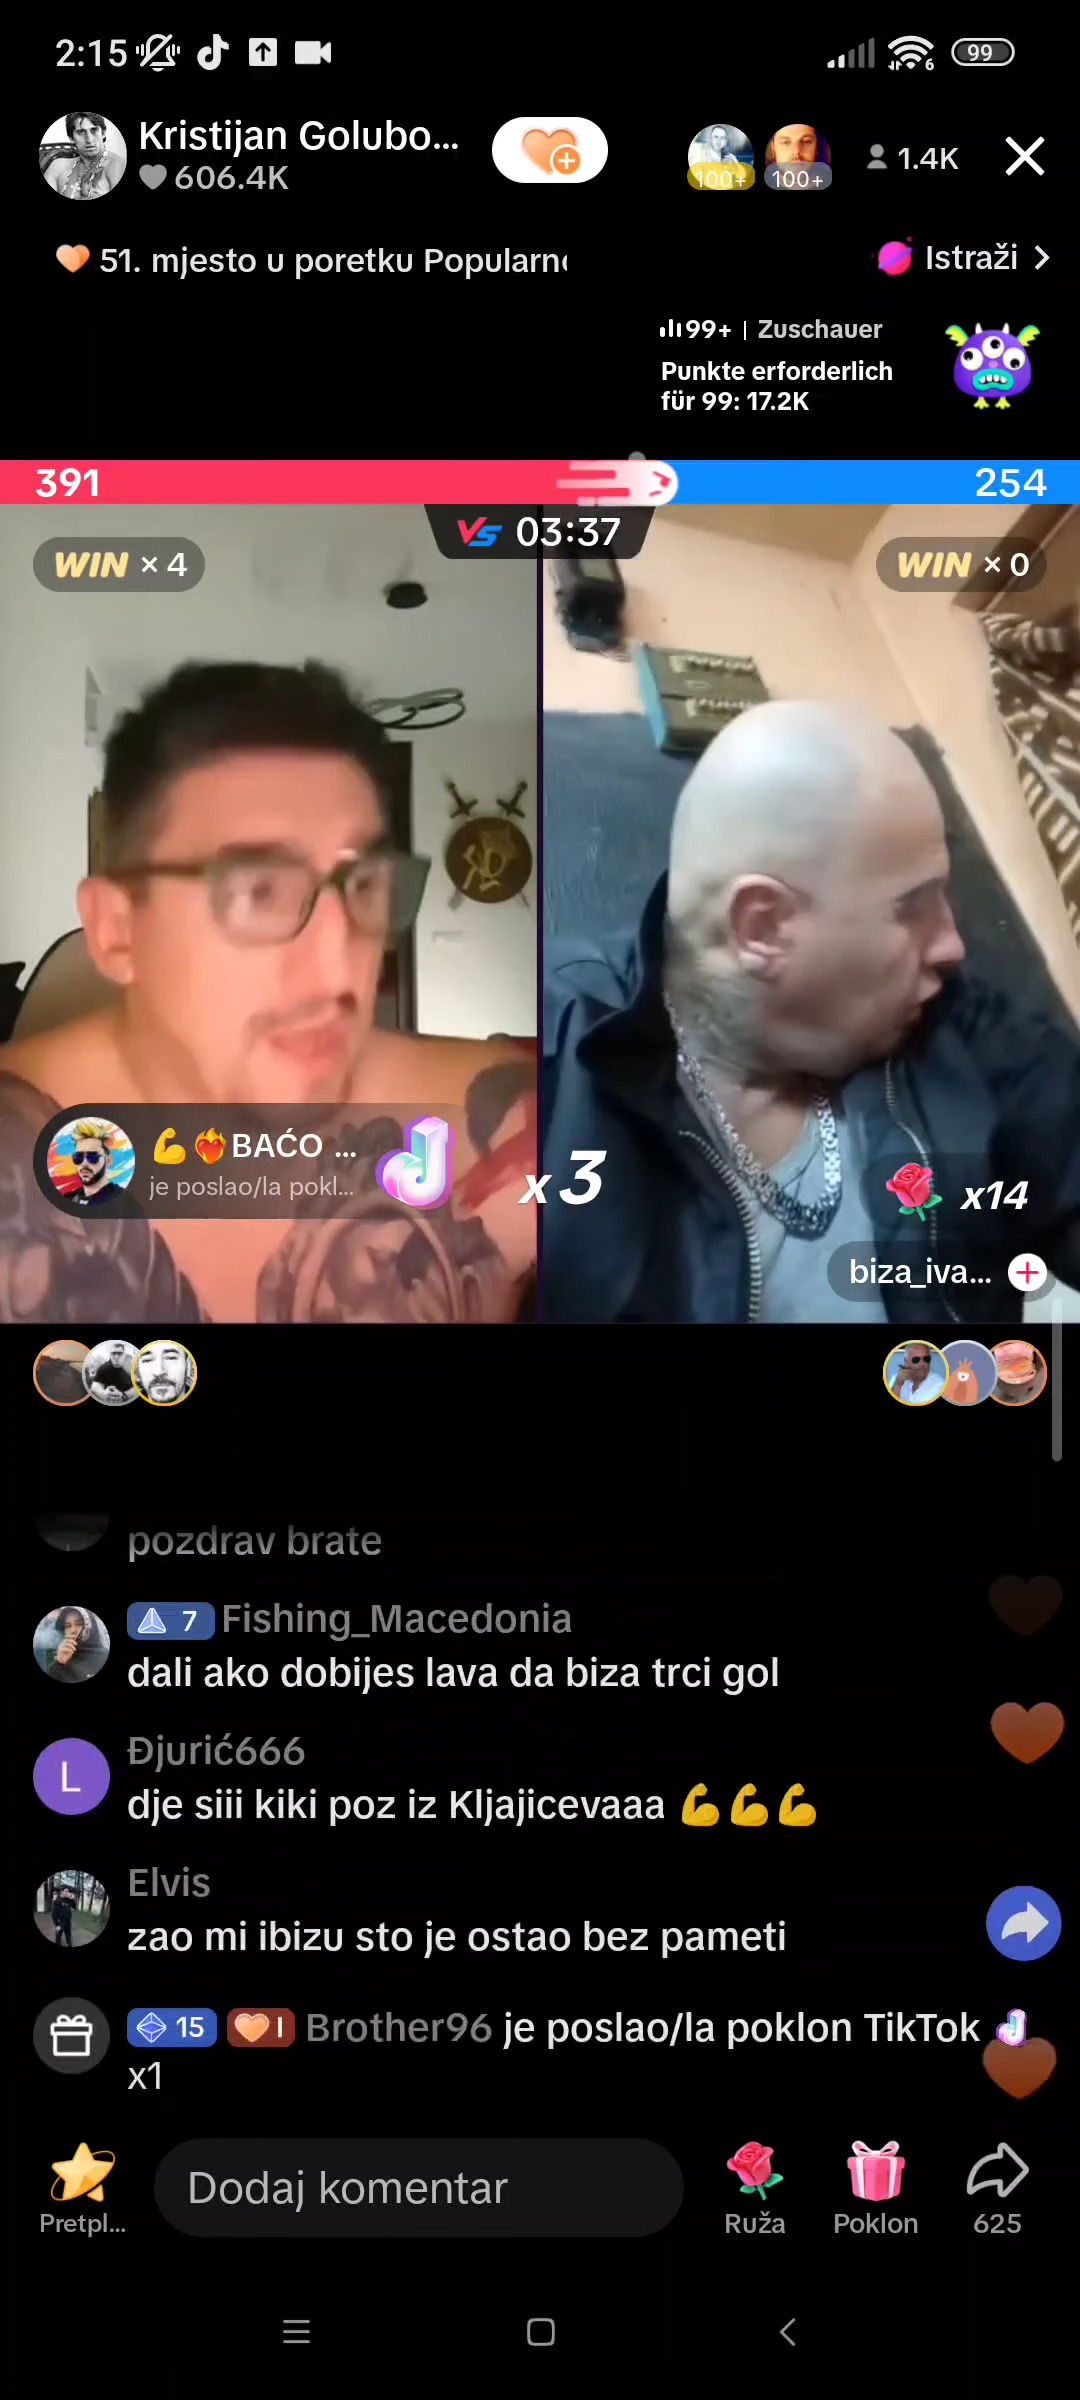 2:15
6
99
Kristijan Golubo...
606.4K
100+
100+
1.4K
51. mjesto u poretku Popularno
Istraži
99+ | Zuschauer
Punkte erforderlich
für 99: 17.2K
391
254
VS 03:37
WIN × 4
WIN × 0
BAĆO ...
je poslao/la pokl...
x3
x14
biza_iva...
pozdrav brate
7 Fishing_Macedonia
dali ako dobijes lava da biza trci gol
L
Đjurić666
dje siii kiki poz iz Kljajicevaaa 💪💪💪
Elvis
zao mi ibizu sto je ostao bez pameti
15 I Brother96 je poslao/la poklon TikTok
x1
Pretpl...
Dodaj komentar
Ruža
Poklon
625